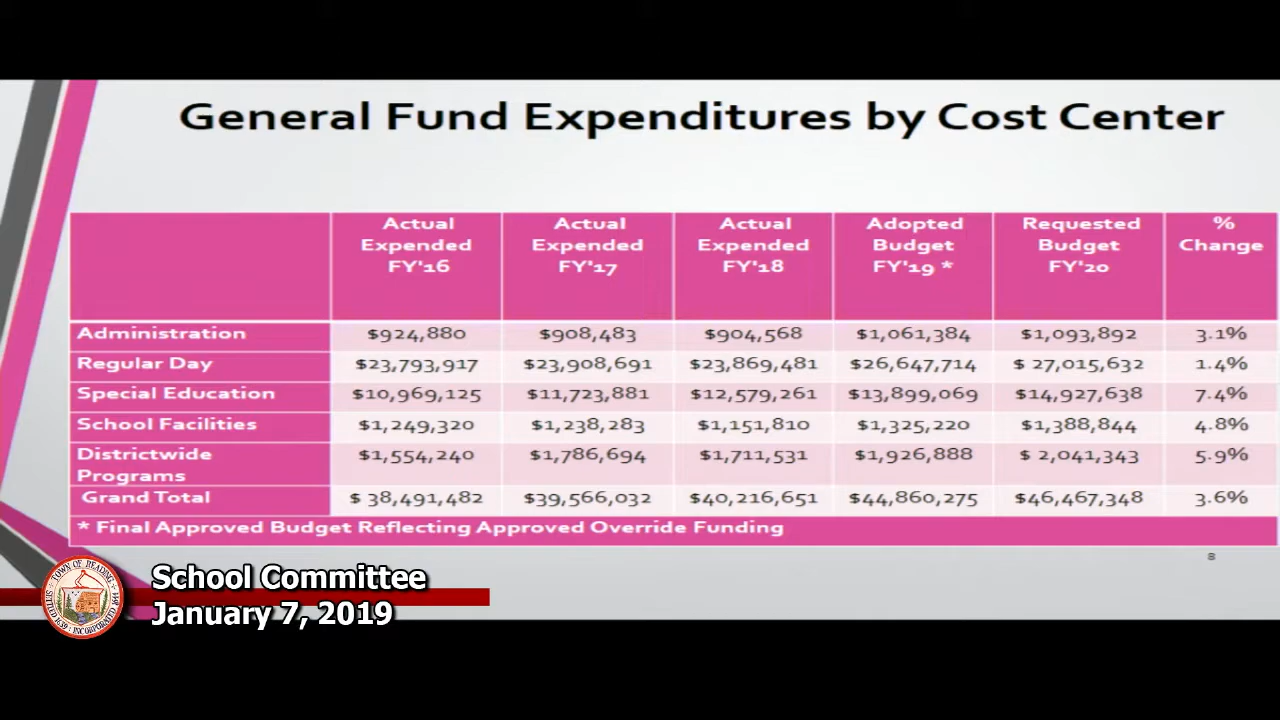 General Fund Expenditures by Cost Center
Actual Expended FY'16 Actual Expended FY'17 Actual Expended FY'18 Adopted Budget FY'19 * Requested Budget FY'20 % Change
Administration $924,880 $908,483 $904,568 $1,061,384 $1,093,892 3.1%
Regular Day $23,793,917 $23,908,691 $23,869,481 $26,647,714 $ 27,015,632 1.4%
Special Education $10,969,125 $11,723,881 $12,579,261 $13,899,069 $14,927,638 7.4%
School Facilities $1,249,320 $1,238,283 $1,151,810 $1,325,220 $1,388,844 4.8%
Districtwide Programs $1,554,240 $1,786,694 $1,711,531 $1,926,888 $ 2,041,343 5.9%
Grand Total $ 38,491,482 $39,566,032 $40,216,651 $44,860,275 $46,467,348 3.6%
* Final Approved Budget Reflecting Approved Override Funding
8
School Committee
January 7, 2019
TOWN OF READING